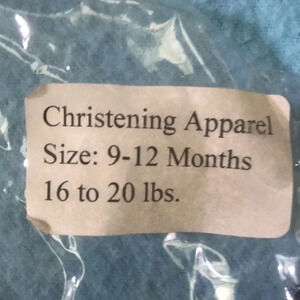 Christening Apparel
Size: 9-12 Months
16 to 20 lbs.